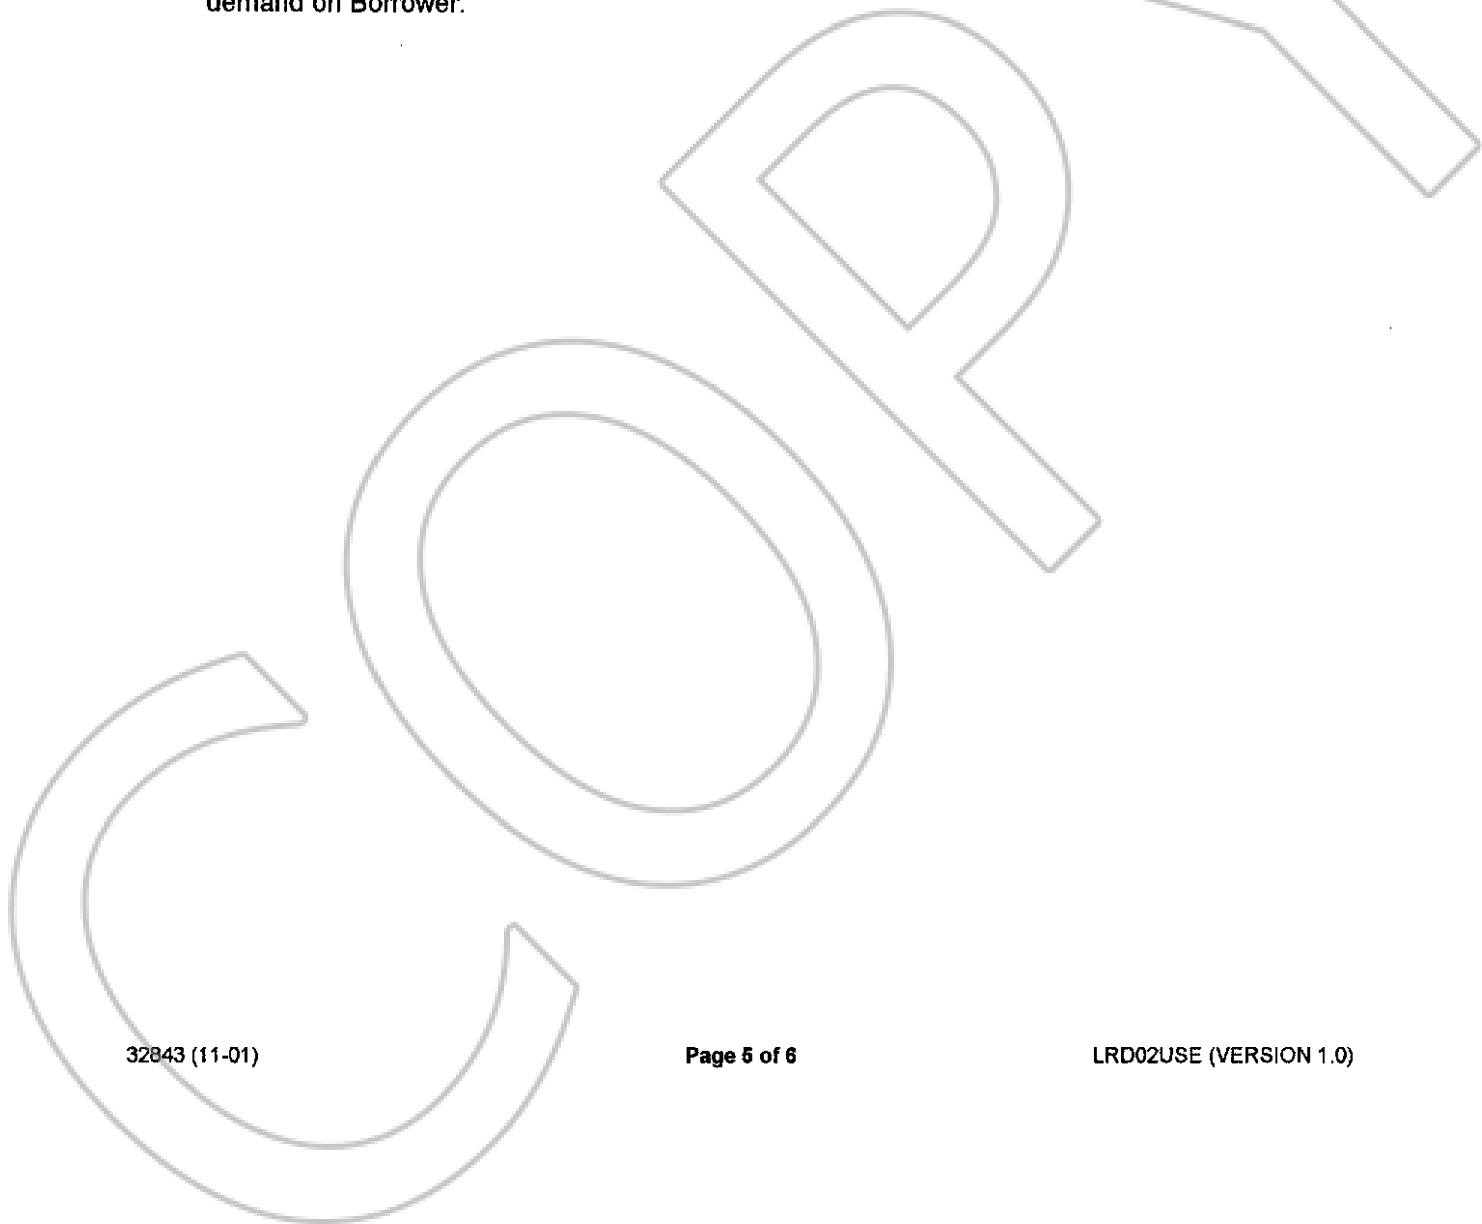 demand on Borrower.
COPY
32843 (11-01)
Page 5 of 6
LRD02USE (VERSION 1.0)